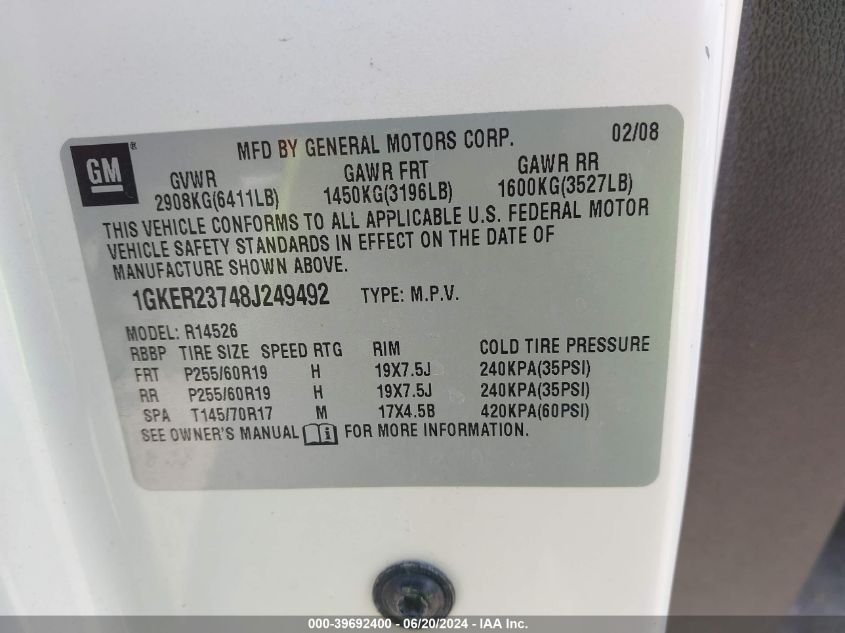 GM
MFD BY GENERAL MOTORS CORP. 02/08
GVWR GAWR FRT GAWR RR
2908KG(6411LB) 1450KG(3196LB) 1600KG(3527LB)
THIS VEHICLE CONFORMS TO ALL APPLICABLE U.S. FEDERAL MOTOR
VEHICLE SAFETY STANDARDS IN EFFECT ON THE DATE OF
MANUFACTURE SHOWN ABOVE.
1GKER23748J249492 TYPE: M.P.V.
MODEL: R14526
RBBP TIRE SIZE SPEED RTG RIM COLD TIRE PRESSURE
FRT P255/60R19 H 19X7.5J 240KPA(35PSI)
RR P255/60R19 H 19X7.5J 240KPA(35PSI)
SPA T145/70R17 M 17X4.5B 420KPA(60PSI)
SEE OWNER'S MANUAL FOR MORE INFORMATION.
000-39692400 - 06/20/2024 - IAA Inc.